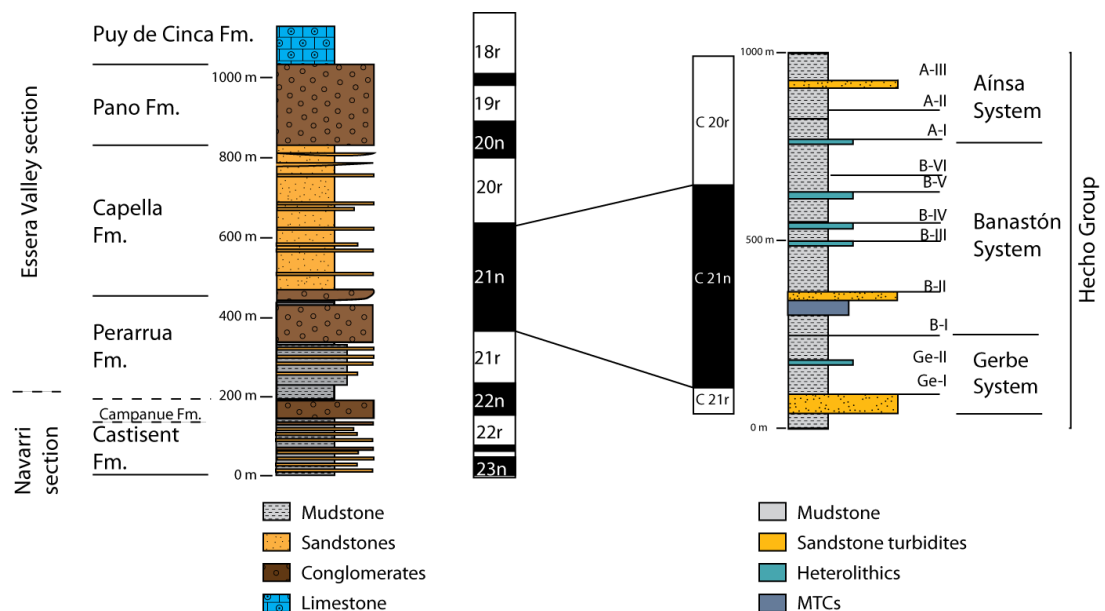 Essera Valley section
Navarri
section
Puy de Cinca Fm.
Pano Fm.
Capella
Fm.
Perarrua
Fm.
Campanue Fm.
Castisent
Fm.
1000 m
800 m
600 m
400 m
200 m
0 m
18r
19r
20n
20r
21n
21r
22n
22r
23n
C 20r
C 21n
C 21r
1000 m
500 m
0 m
A-III
A-II
A-I
B-VI
B-V
B-IV
B-III
B-II
B-I
Ge-II
Ge-I
Aínsa
System
Banastón
System
Gerbe
System
Hecho Group
Mudstone
Sandstones
Conglomerates
Limestone
Mudstone
Sandstone turbidites
Heterolithics
MTCs